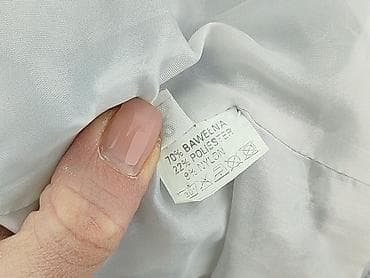 70% BAWEŁNA
22% POLIESTER
8% NYLON